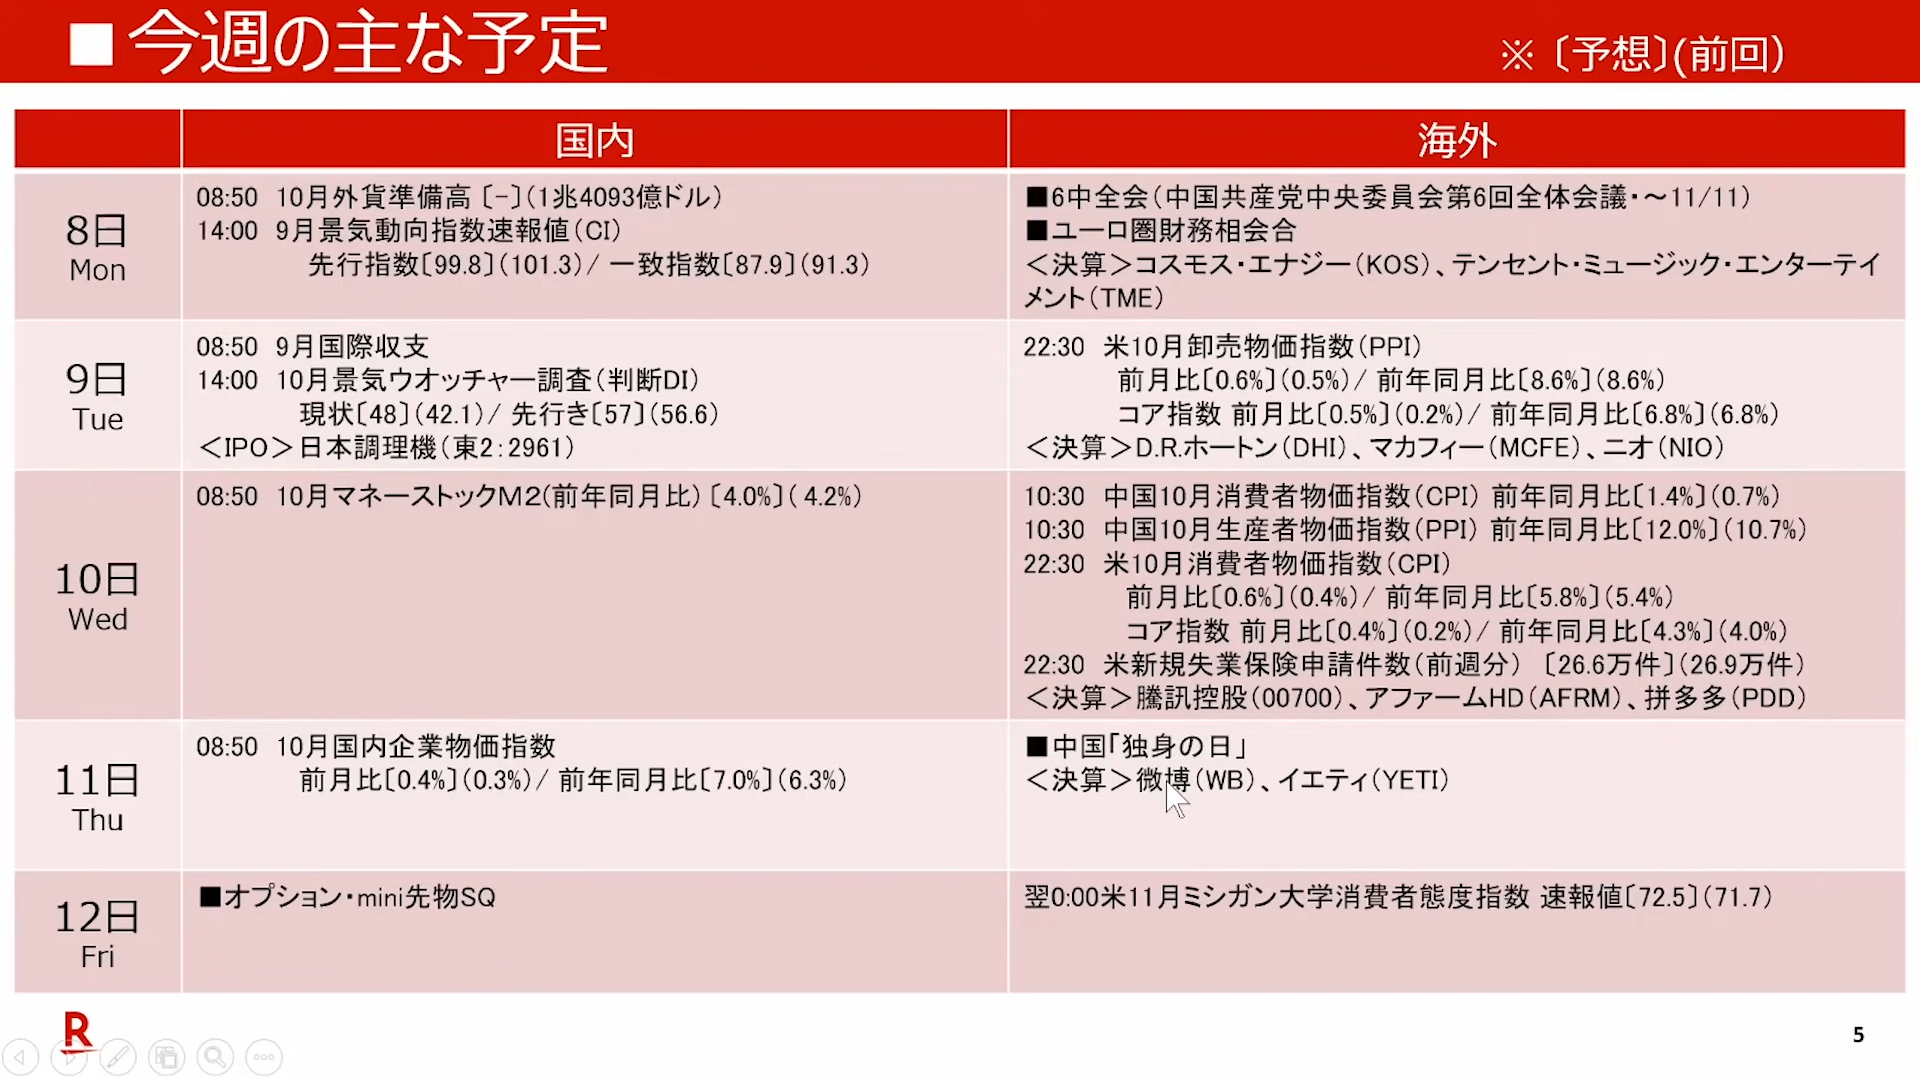 ■今週の主な予定
※〔予想〕(前回)
国内
海外
8日
Mon
08:50 10月外貨準備高〔-〕(1兆4093億ドル)
14:00 9月景気動向指数速報値(CI)
先行指数〔99.8〕(101.3)/ 一致指数〔87.9〕(91.3)
■6中全会(中国共産党中央委員会第6回全体会議・~11/11)
■ユーロ圏財務相会合
<決算>コスモス・エナジー(KOS)、テンセント・ミュージック・エンターテイ
メント(TME)
9日
Tue
08:50 9月国際収支
14:00 10月景気ウオッチャー調査(判断DI)
現状〔48〕(42.1)/ 先行き〔57〕(56.6)
<IPO>日本調理機(東2:2961)
22:30 米10月卸売物価指数(PPI)
前月比〔0.6%〕(0.5%)/ 前年同月比〔8.6%〕(8.6%)
コア指数 前月比〔0.5%〕(0.2%)/ 前年同月比〔6.8%〕(6.8%)
<決算>D.R.ホートン(DHI)、マカフィー(MCFE)、ニオ(NIO)
10日
Wed
08:50 10月マネーストックM2(前年同月比)〔4.0%〕( 4.2%)
10:30 中国10月消費者物価指数(CPI) 前年同月比〔1.4%〕(0.7%)
10:30 中国10月生産者物価指数(PPI) 前年同月比〔12.0%〕(10.7%)
22:30 米10月消費者物価指数(CPI)
前月比〔0.6%〕(0.4%)/ 前年同月比〔5.8%〕(5.4%)
コア指数 前月比〔0.4%〕(0.2%)/ 前年同月比〔4.3%〕(4.0%)
22:30 米新規失業保険申請件数(前週分) 〔26.6万件〕(26.9万件)
<決算>騰訊控股(00700)、アファームHD(AFRM)、拼多多(PDD)
11日
Thu
08:50 10月国内企業物価指数
前月比〔0.4%〕(0.3%)/ 前年同月比〔7.0%〕(6.3%)
■中国「独身の日」
<決算>微博(WB)、イエティ(YETI)
12日
Fri
■オプション・mini先物SQ
翌0:00米11月ミシガン大学消費者態度指数 速報値〔72.5〕(71.7)
R
5